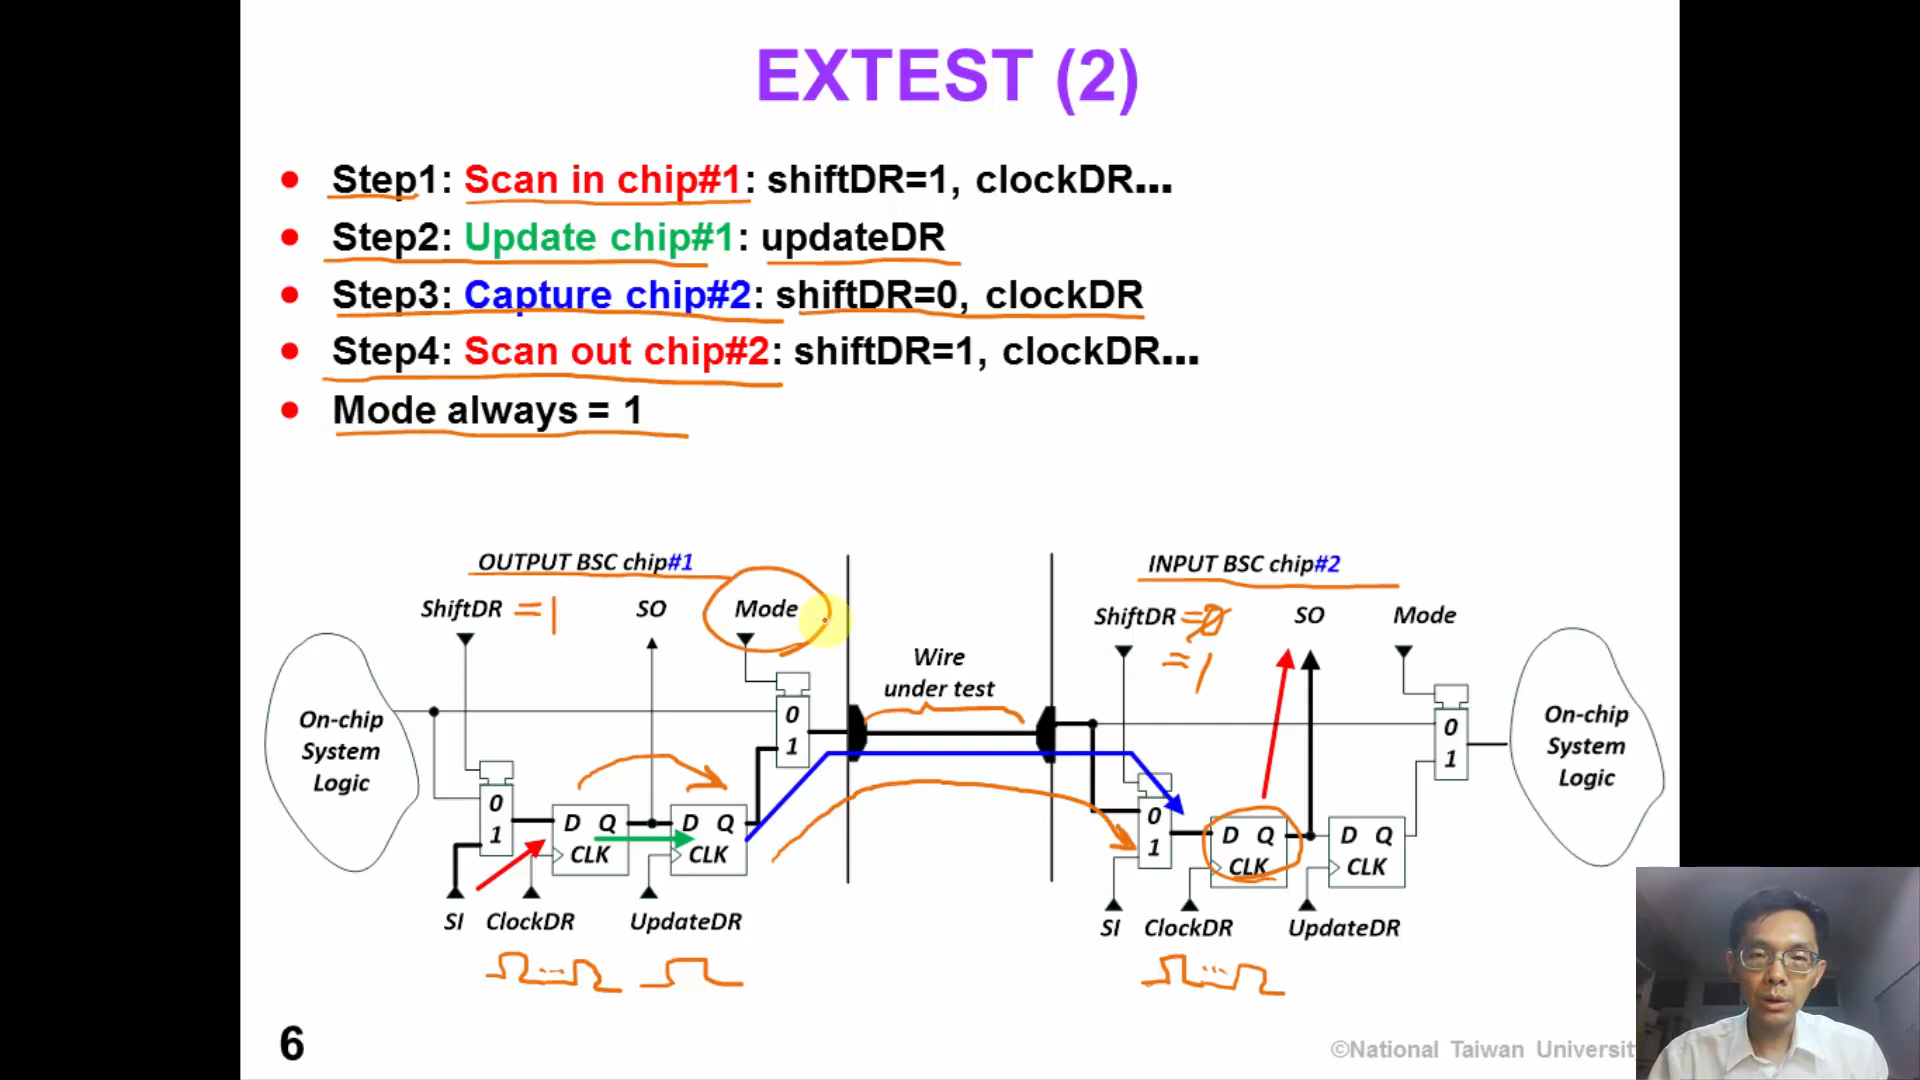 EXTEST (2)
• Step1: Scan in chip#1: shiftDR=1, clockDR...
• Step2: Update chip#1: updateDR
• Step3: Capture chip#2: shiftDR=0, clockDR
• Step4: Scan out chip#2: shiftDR=1, clockDR...
• Mode always = 1
OUTPUT BSC chip#1
ShiftDR = 1
SO
Mode
On-chip
System
Logic
0
1
D Q
CLK
D Q
CLK
0
1
SI
ClockDR
UpdateDR
Wire
under test
INPUT BSC chip#2
ShiftDR =0
= 1
SO
Mode
0
1
D Q
CLK
D Q
CLK
0
1
On-chip
System
Logic
SI
ClockDR
UpdateDR
6
©National Taiwan Universit